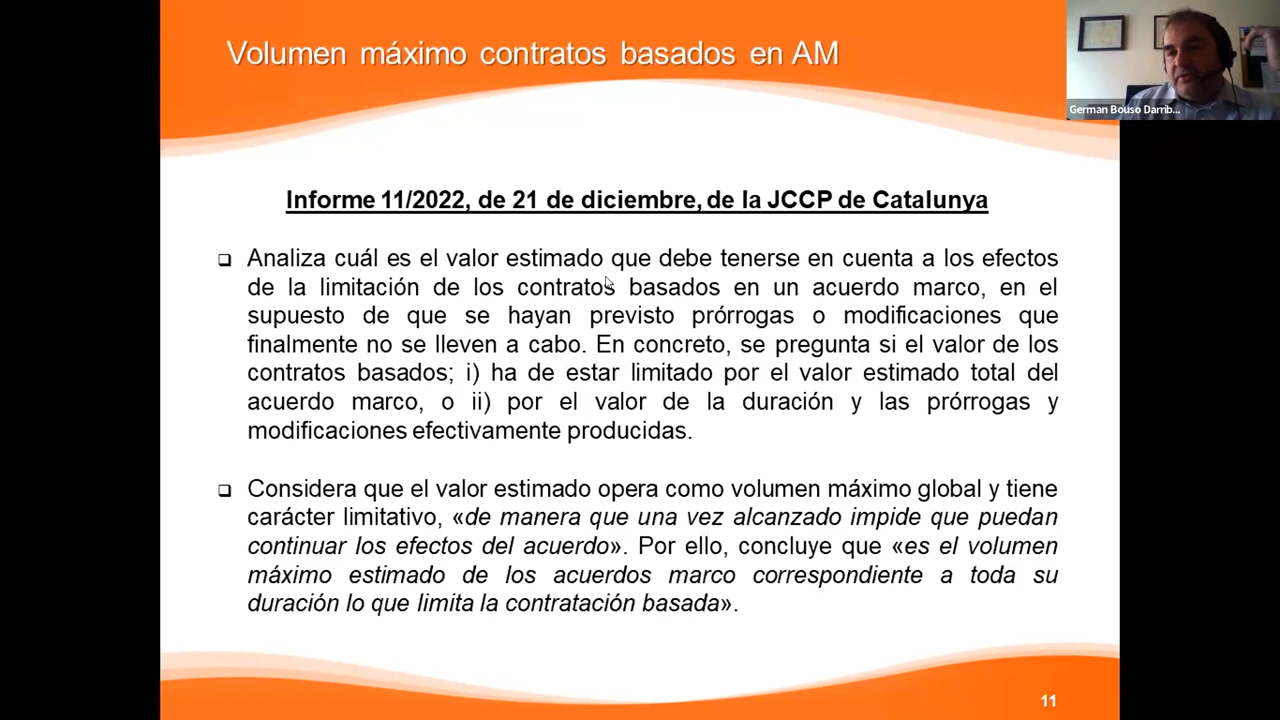 Volumen máximo contratos basados en AM
German Bouso Darrib...
Informe 11/2022, de 21 de diciembre, de la JCCP de Catalunya
❑ Analiza cuál es el valor estimado que debe tenerse en cuenta a los efectos
de la limitación de los contratos basados en un acuerdo marco, en el
supuesto de que se hayan previsto prórrogas o modificaciones que
finalmente no se lleven a cabo. En concreto, se pregunta si el valor de los
contratos basados; i) ha de estar limitado por el valor estimado total del
acuerdo marco, o ii) por el valor de la duración y las prórrogas y
modificaciones efectivamente producidas.
❑ Considera que el valor estimado opera como volumen máximo global y tiene
carácter limitativo, «de manera que una vez alcanzado impide que puedan
continuar los efectos del acuerdo». Por ello, concluye que «es el volumen
máximo estimado de los acuerdos marco correspondiente a toda su
duración lo que limita la contratación basada».
11